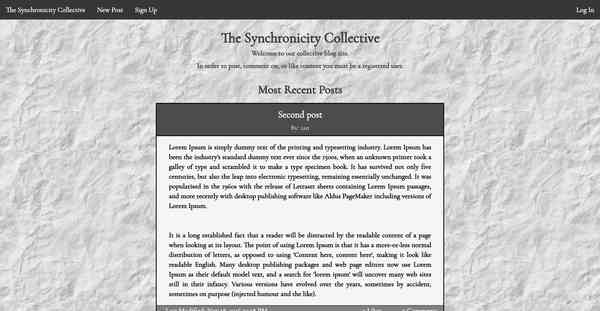 The Synchronicity Collective New Post Sign Up Log In
The Synchronicity Collective
Welcome to our collective blog site.
In order to post, comment on, or like content you must be a registered user.
Most Recent Posts
Second post
By: ian
Lorem Ipsum is simply dummy text of the printing and typesetting industry. Lorem Ipsum has
been the industry's standard dummy text ever since the 1500s, when an unknown printer took a
galley of type and scrambled it to make a type specimen book. It has survived not only five
centuries, but also the leap into electronic typesetting, remaining essentially unchanged. It was
popularised in the 1960s with the release of Letraset sheets containing Lorem Ipsum passages,
and more recently with desktop publishing software like Aldus PageMaker including versions of
Lorem Ipsum.
It is a long established fact that a reader will be distracted by the readable content of a page
when looking at its layout. The point of using Lorem Ipsum is that it has a more-or-less normal
distribution of letters, as opposed to using 'Content here, content here', making it look like
readable English. Many desktop publishing packages and web page editors now use Lorem
Ipsum as their default model text, and a search for 'lorem ipsum' will uncover many web sites
still in their infancy. Various versions have evolved over the years, sometimes by accident,
sometimes on purpose (injected humour and the like).